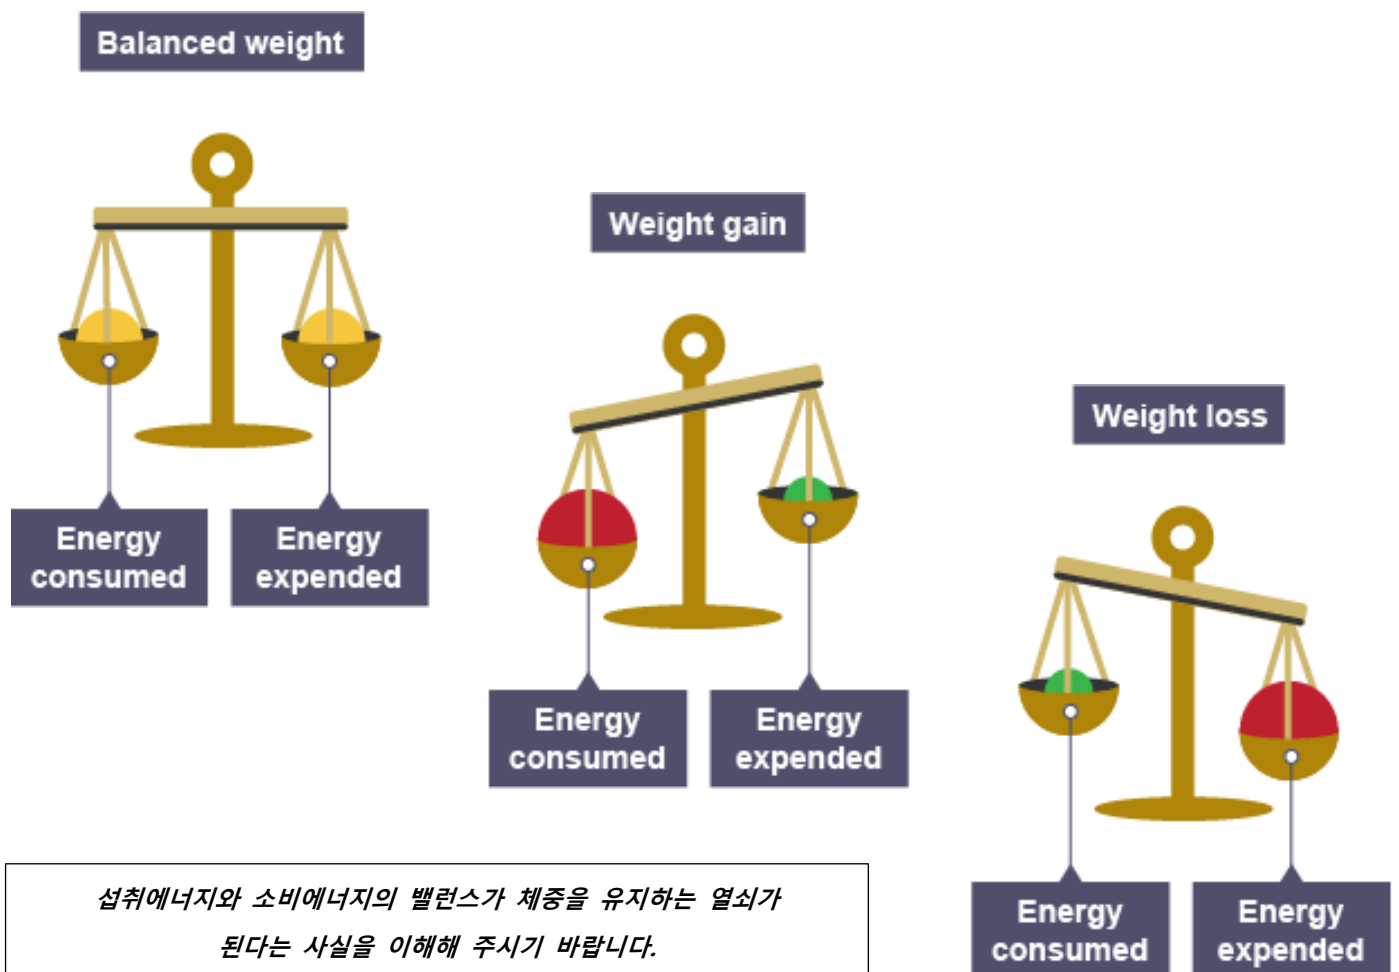 Balanced weight
Energy
consumed
Energy
expended
Weight gain
Energy
consumed
Energy
expended
Weight loss
Energy
consumed
Energy
expended
섭취에너지와 소비에너지의 밸런스가 체중을 유지하는 열쇠가
된다는 사실을 이해해 주시기 바랍니다.